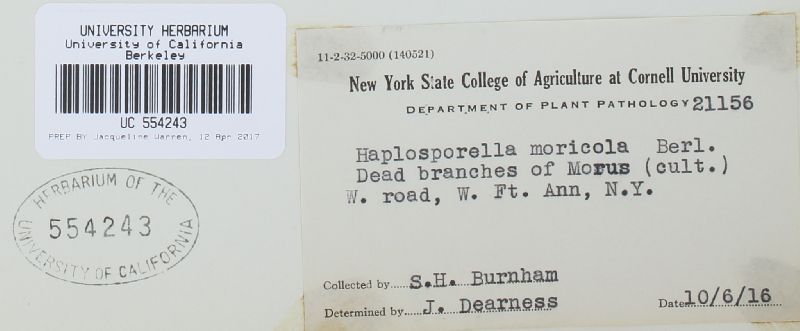 UNIVERSITY HERBARIUM
University of California
Berkeley
UC 554243
PREP BY Jacqueline Warren, 12 Apr 2017
HERBARIUM OF THE
554243
UNIVERSITY OF CALIFORNIA
11-2-32-5000 (140521)
New York State College of Agriculture at Cornell University
DEPARTMENT OF PLANT PATHOLOGY 21156
Haplosporella moricola Berl.
Dead branches of Morus (cult.)
W. road, W. Ft. Ann, N.Y.
Collected by S.H. Burnham
Determined by J. Dearness
Date 10/6/16